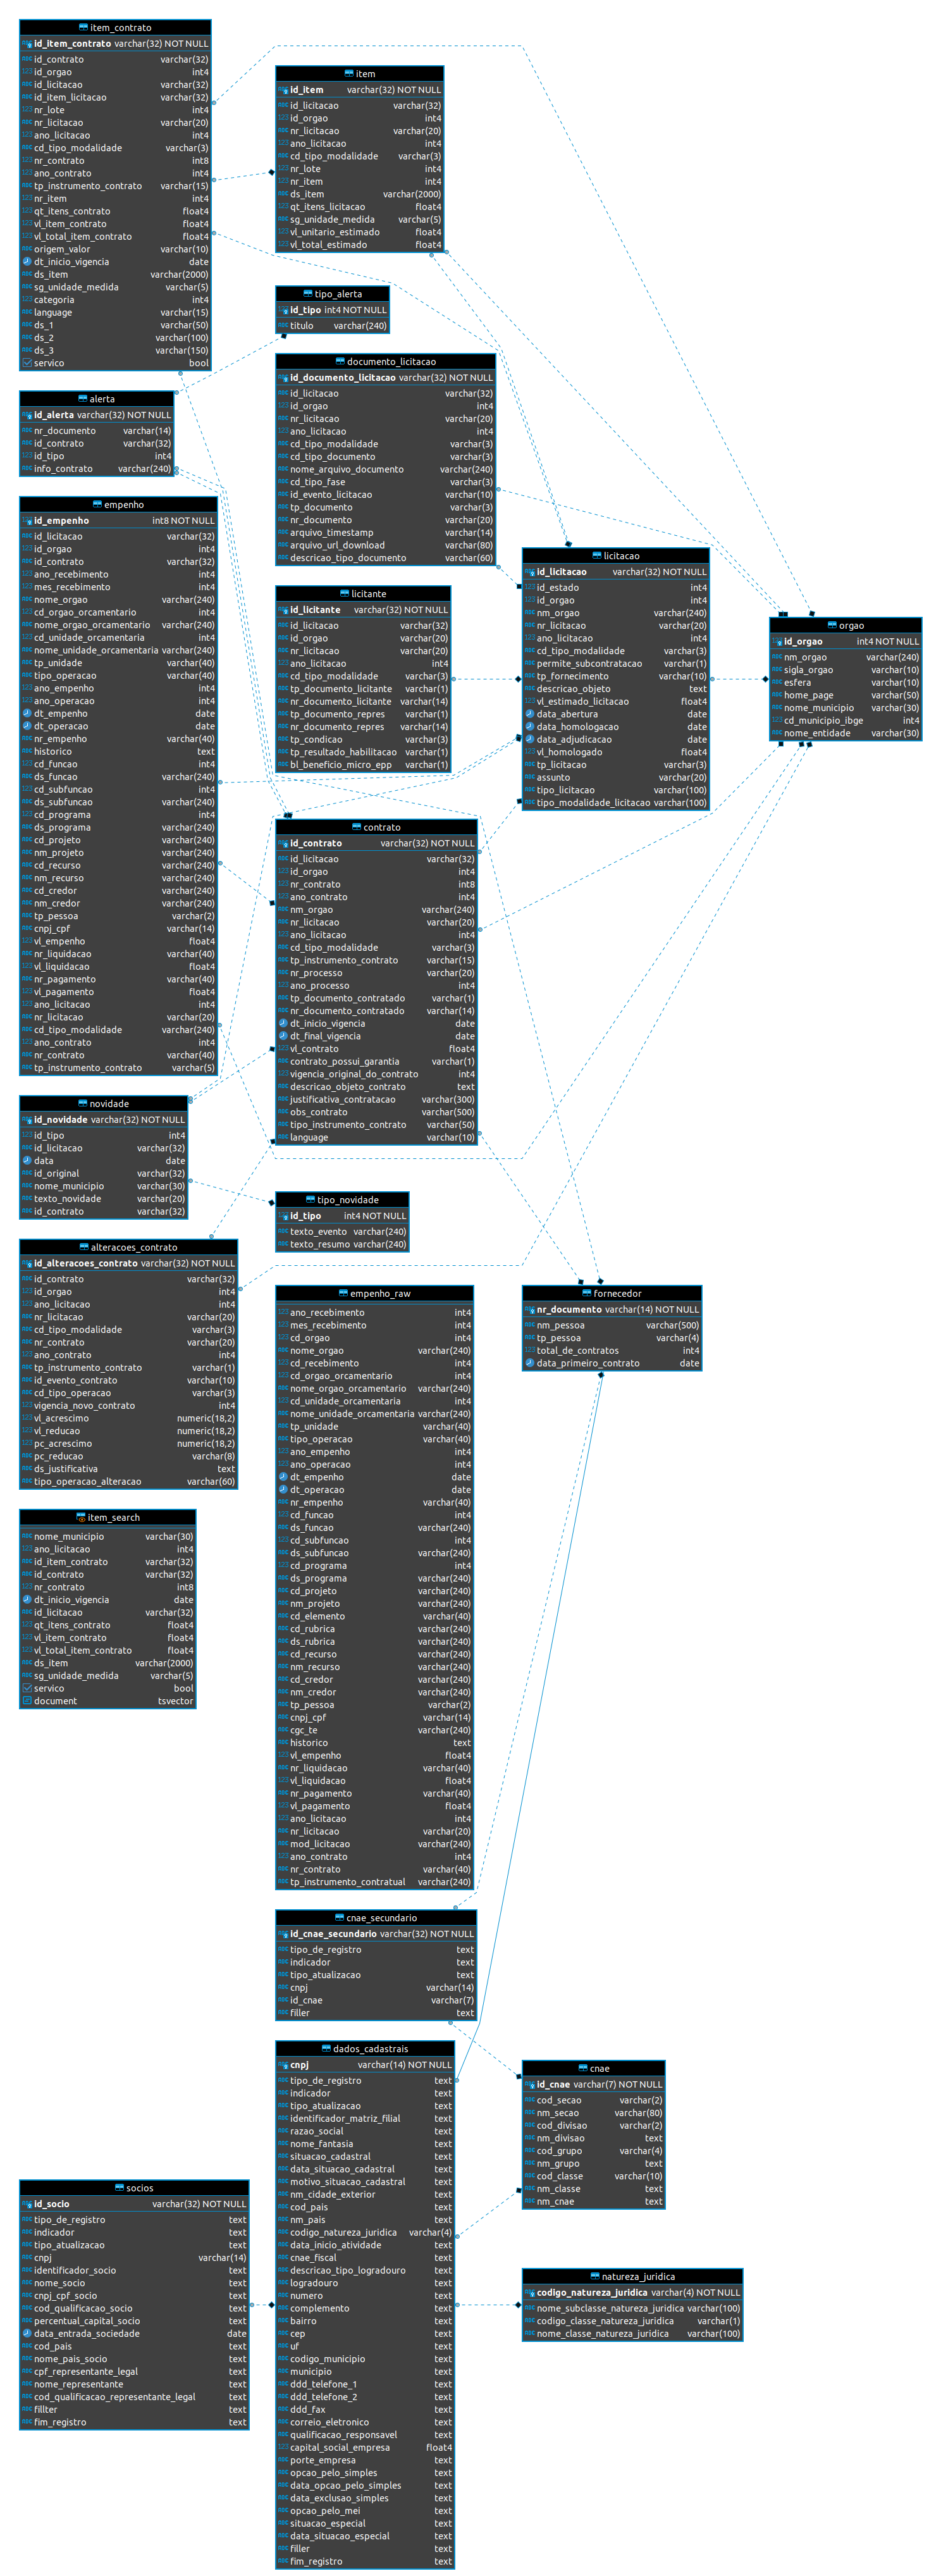 item_contrato
id_item_contrato varchar(32) NOT NULL
id_contrato varchar(32)
id_orgao int4
id_licitacao varchar(32)
id_item_licitacao varchar(32)
nr_lote int4
nr_licitacao varchar(20)
ano_licitacao int4
cd_tipo_modalidade varchar(3)
nr_contrato int8
ano_contrato int4
tp_instrumento_contrato varchar(15)
nr_item int4
qt_itens_contrato float4
vl_item_contrato float4
vl_total_item_contrato float4
origem_valor varchar(10)
dt_inicio_vigencia date
ds_item varchar(2000)
sg_unidade_medida varchar(5)
categoria int4
language varchar(15)
ds_1 varchar(50)
ds_2 varchar(100)
ds_3 varchar(150)
servico bool
item
id_item varchar(32) NOT NULL
id_licitacao varchar(32)
id_orgao int4
nr_licitacao varchar(20)
ano_licitacao int4
cd_tipo_modalidade varchar(3)
nr_lote int4
nr_item int4
ds_item varchar(2000)
qt_itens_licitacao float4
sg_unidade_medida varchar(5)
vl_unitario_estimado float4
vl_total_estimado float4
tipo_alerta
id_tipo int4 NOT NULL
titulo varchar(240)
alerta
id_alerta varchar(32) NOT NULL
nr_documento varchar(14)
id_contrato varchar(32)
id_tipo int4
info_contrato varchar(240)
documento_licitacao
id_documento_licitacao varchar(32) NOT NULL
id_licitacao varchar(32)
id_orgao int4
nr_licitacao varchar(20)
ano_licitacao int4
cd_tipo_modalidade varchar(3)
cd_tipo_documento varchar(3)
nome_arquivo_documento varchar(240)
cd_tipo_fase varchar(3)
id_evento_licitacao varchar(10)
tp_documento varchar(3)
nr_documento varchar(20)
arquivo_timestamp varchar(14)
arquivo_url_download varchar(80)
descricao_tipo_documento varchar(60)
empenho
id_empenho int8 NOT NULL
id_licitacao varchar(32)
id_orgao int4
id_contrato varchar(32)
ano_recebimento int4
mes_recebimento int4
nome_orgao varchar(240)
cd_orgao_orcamentario int4
nome_orgao_orcamentario varchar(240)
cd_unidade_orcamentaria int4
nome_unidade_orcamentaria varchar(240)
tp_unidade varchar(40)
tipo_operacao varchar(40)
ano_empenho int4
ano_operacao int4
dt_empenho date
dt_operacao date
nr_empenho varchar(40)
historico text
cd_funcao int4
ds_funcao varchar(240)
cd_subfuncao int4
ds_subfuncao varchar(240)
cd_programa int4
ds_programa varchar(240)
cd_projeto varchar(240)
nm_projeto varchar(240)
cd_recurso varchar(240)
nm_recurso varchar(240)
cd_credor varchar(240)
nm_credor varchar(240)
tp_pessoa varchar(2)
cnpj_cpf varchar(14)
vl_empenho float4
nr_liquidacao varchar(40)
vl_liquidacao float4
nr_pagamento varchar(40)
vl_pagamento float4
ano_licitacao int4
nr_licitacao varchar(20)
cd_tipo_modalidade varchar(240)
ano_contrato int4
nr_contrato varchar(40)
tp_instrumento_contrato varchar(5)
licitante
id_licitante varchar(32) NOT NULL
id_licitacao varchar(32)
id_orgao varchar(20)
nr_licitacao varchar(20)
ano_licitacao int4
cd_tipo_modalidade varchar(3)
tp_documento_licitante varchar(1)
nr_documento_licitante varchar(14)
tp_documento_repres varchar(1)
nr_documento_repres varchar(14)
tp_condicao varchar(3)
tp_resultado_habilitacao varchar(1)
bl_beneficio_micro_epp varchar(1)
licitacao
id_licitacao varchar(32) NOT NULL
id_estado int4
id_orgao int4
nm_orgao varchar(240)
nr_licitacao varchar(20)
ano_licitacao int4
cd_tipo_modalidade varchar(3)
permite_subcontratacao varchar(1)
tp_fornecimento varchar(10)
descricao_objeto text
vl_estimado_licitacao float4
data_abertura date
data_homologacao date
data_adjudicacao date
vl_homologado float4
tp_licitacao varchar(3)
assunto varchar(20)
tipo_licitacao varchar(100)
tipo_modalidade_licitacao varchar(100)
orgao
id_orgao int4 NOT NULL
nm_orgao varchar(240)
sigla_orgao varchar(10)
esfera varchar(10)
home_page varchar(50)
nome_municipio varchar(30)
cd_municipio_ibge int4
nome_entidade varchar(30)
contrato
id_contrato varchar(32) NOT NULL
id_licitacao varchar(32)
id_orgao int4
nr_contrato int8
ano_contrato int4
nm_orgao varchar(240)
nr_licitacao varchar(20)
ano_licitacao int4
cd_tipo_modalidade varchar(3)
tp_instrumento_contrato varchar(15)
nr_processo varchar(20)
ano_processo int4
tp_documento_contratado varchar(1)
nr_documento_contratado varchar(14)
dt_inicio_vigencia date
dt_final_vigencia date
vl_contrato float4
contrato_possui_garantia varchar(1)
vigencia_original_do_contrato int4
descricao_objeto_contrato text
justificativa_contratacao varchar(300)
obs_contrato varchar(500)
tipo_instrumento_contrato varchar(50)
language varchar(10)
novidade
id_novidade varchar(32) NOT NULL
id_tipo int4
id_licitacao varchar(32)
data date
id_original varchar(32)
nome_municipio varchar(30)
texto_novidade varchar(20)
id_contrato varchar(32)
tipo_novidade
id_tipo int4 NOT NULL
texto_evento varchar(240)
texto_resumo varchar(240)
alteracoes_contrato
id_alteracoes_contrato varchar(32) NOT NULL
id_contrato varchar(32)
id_orgao int4
ano_licitacao int4
nr_licitacao varchar(20)
cd_tipo_modalidade varchar(3)
nr_contrato varchar(20)
ano_contrato int4
tp_instrumento_contrato varchar(1)
id_evento_contrato varchar(10)
cd_tipo_operacao varchar(3)
vigencia_novo_contrato int4
vl_acrescimo numeric(18,2)
vl_reducao numeric(18,2)
pc_acrescimo numeric(18,2)
pc_reducao varchar(8)
ds_justificativa text
tipo_operacao_alteracao varchar(60)
fornecedor
nr_documento varchar(14) NOT NULL
nm_pessoa varchar(500)
tp_pessoa varchar(4)
total_de_contratos int4
data_primeiro_contrato date
empenho_raw
ano_recebimento int4
mes_recebimento int4
cd_orgao int4
nome_orgao varchar(240)
cd_recebimento int4
cd_orgao_orcamentario int4
nome_orgao_orcamentario varchar(240)
cd_unidade_orcamentaria int4
nome_unidade_orcamentaria varchar(240)
tp_unidade varchar(40)
tipo_operacao varchar(40)
ano_empenho int4
ano_operacao int4
dt_empenho date
dt_operacao date
nr_empenho varchar(40)
cd_funcao int4
ds_funcao varchar(240)
cd_subfuncao int4
ds_subfuncao varchar(240)
cd_programa int4
ds_programa varchar(240)
cd_projeto varchar(240)
nm_projeto varchar(240)
cd_elemento varchar(40)
cd_rubrica varchar(240)
ds_rubrica varchar(240)
cd_recurso varchar(240)
nm_recurso varchar(240)
cd_credor varchar(240)
nm_credor varchar(240)
tp_pessoa varchar(2)
cnpj_cpf varchar(14)
cgc_te varchar(240)
historico text
vl_empenho float4
nr_liquidacao varchar(40)
vl_liquidacao float4
nr_pagamento varchar(40)
vl_pagamento float4
ano_licitacao int4
nr_licitacao varchar(20)
mod_licitacao varchar(240)
ano_contrato int4
nr_contrato varchar(40)
tp_instrumento_contratual varchar(240)
item_search
nome_municipio varchar(30)
ano_licitacao int4
id_item_contrato varchar(32)
id_contrato varchar(32)
nr_contrato int8
dt_inicio_vigencia date
id_licitacao varchar(32)
qt_itens_contrato float4
vl_item_contrato float4
vl_total_item_contrato float4
ds_item varchar(2000)
sg_unidade_medida varchar(5)
servico bool
document tsvector
cnae_secundario
id_cnae_secundario varchar(32) NOT NULL
tipo_de_registro text
indicador text
tipo_atualizacao text
cnpj varchar(14)
id_cnae varchar(7)
filler text
dados_cadastrais
cnpj varchar(14) NOT NULL
tipo_de_registro text
indicador text
tipo_atualizacao text
identificador_matriz_filial text
razao_social text
nome_fantasia text
situacao_cadastral text
data_situacao_cadastral text
motivo_situacao_cadastral text
nm_cidade_exterior text
cod_pais text
nm_pais text
codigo_natureza_juridica varchar(4)
data_inicio_atividade text
cnae_fiscal text
descricao_tipo_logradouro text
logradouro text
numero text
complemento text
bairro text
cep text
uf text
codigo_municipio text
municipio text
ddd_telefone_1 text
ddd_telefone_2 text
ddd_fax text
correio_eletronico text
qualificacao_responsavel text
capital_social_empresa float4
porte_empresa text
opcao_pelo_simples text
data_opcao_pelo_simples text
data_exclusao_simples text
opcao_pelo_mei text
situacao_especial text
data_situacao_especial text
filler text
fim_registro text
cnae
id_cnae varchar(7) NOT NULL
cod_secao varchar(2)
nm_secao varchar(80)
cod_divisao varchar(2)
nm_divisao text
cod_grupo varchar(4)
nm_grupo text
cod_classe varchar(10)
nm_classe text
nm_cnae text
socios
id_socio varchar(32) NOT NULL
tipo_de_registro text
indicador text
tipo_atualizacao text
cnpj varchar(14)
identificador_socio text
nome_socio text
cnpj_cpf_socio text
cod_qualificacao_socio text
percentual_capital_socio text
data_entrada_sociedade date
cod_pais text
nome_pais_socio text
cpf_representante_legal text
nome_representante text
cod_qualificacao_representante_legal text
fillter text
fim_registro text
natureza_juridica
codigo_natureza_juridica varchar(4) NOT NULL
nome_subclasse_natureza_juridica varchar(100)
codigo_classe_natureza_juridica varchar(1)
nome_classe_natureza_juridica varchar(100)